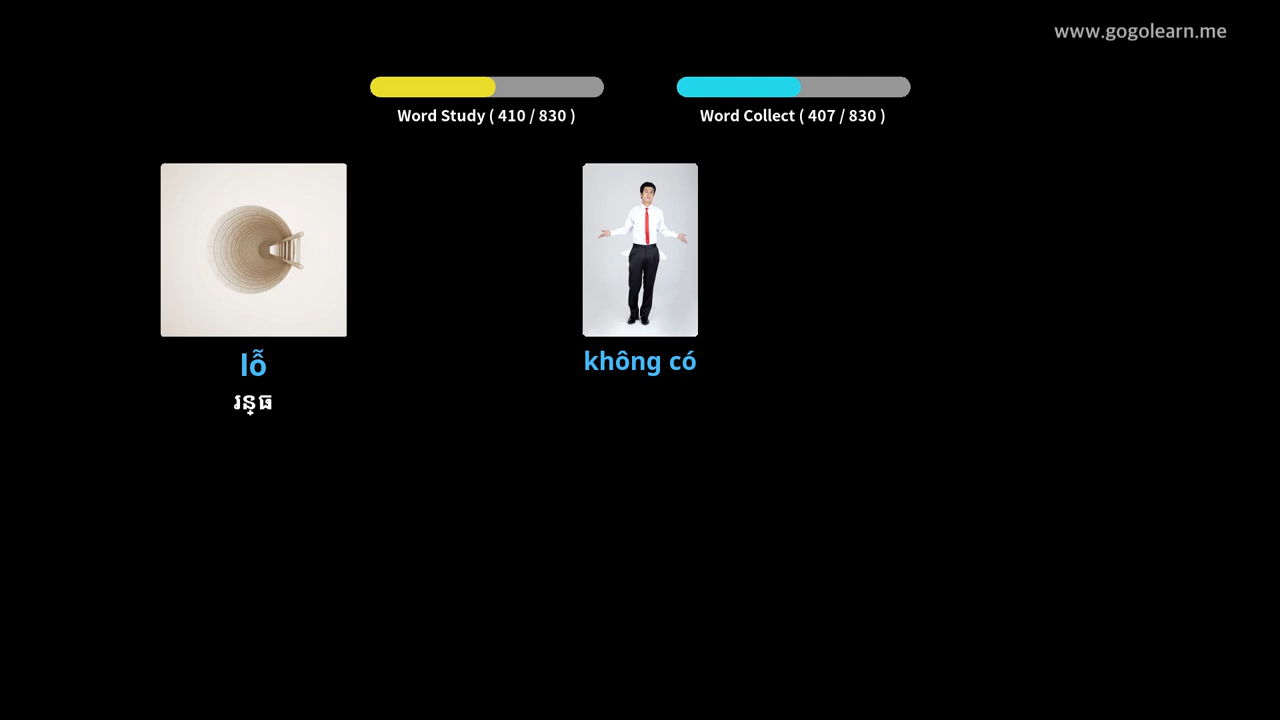 www.gogolearn.me
Word Study ( 410 / 830 )
Word Collect ( 407 / 830 )
lỗ
រន្ធ
không có